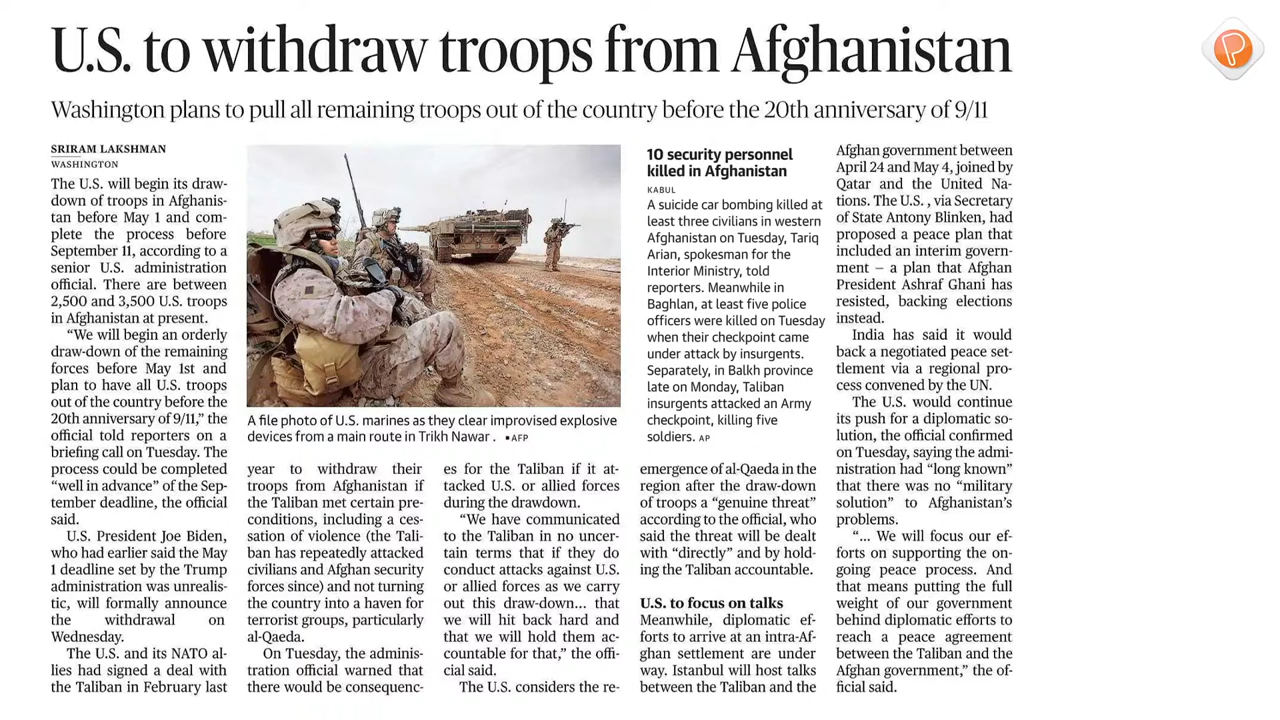 U.S. to withdraw troops from Afghanistan
Washington plans to pull all remaining troops out of the country before the 20th anniversary of 9/11
SRIRAM LAKSHMAN
WASHINGTON
The U.S. will begin its draw-
down of troops in Afghanis-
tan before May 1 and com-
plete the process before
September 11, according to a
senior U.S. administration
official. There are between
2,500 and 3,500 U.S. troops
in Afghanistan at present.
“We will begin an orderly
draw-down of the remaining
forces before May 1st and
plan to have all U.S. troops
out of the country before the
20th anniversary of 9/11,” the
official told reporters on a
briefing call on Tuesday. The
process could be completed
“well in advance” of the Sep-
tember deadline, the official
said.
U.S. President Joe Biden,
who had earlier said the May
1 deadline set by the Trump
administration was unrealis-
tic, will formally announce
the withdrawal on
Wednesday.
The U.S. and its NATO al-
lies had signed a deal with
the Taliban in February last
A file photo of U.S. marines as they clear improvised explosive
devices from a main route in Trikh Nawar . ▪AFP
year to withdraw their
troops from Afghanistan if
the Taliban met certain pre-
conditions, including a ces-
sation of violence (the Tali-
ban has repeatedly attacked
civilians and Afghan security
forces since) and not turning
the country into a haven for
terrorist groups, particularly
al-Qaeda.
On Tuesday, the adminis-
tration official warned that
there would be consequenc-
es for the Taliban if it at-
tacked U.S. or allied forces
during the drawdown.
“We have communicated
to the Taliban in no uncer-
tain terms that if they do
conduct attacks against U.S.
or allied forces as we carry
out this draw-down... that
we will hit back hard and
that we will hold them ac-
countable for that,” the offi-
cial said.
The U.S. considers the re-
10 security personnel
killed in Afghanistan
KABUL
A suicide car bombing killed at
least three civilians in western
Afghanistan on Tuesday, Tariq
Arian, spokesman for the
Interior Ministry, told
reporters. Meanwhile in
Baghlan, at least five police
officers were killed on Tuesday
when their checkpoint came
under attack by insurgents.
Separately, in Balkh province
late on Monday, Taliban
insurgents attacked an Army
checkpoint, killing five
soldiers. AP
emergence of al-Qaeda in the
region after the draw-down
of troops a “genuine threat”
according to the official, who
said the threat will be dealt
with “directly” and by hold-
ing the Taliban accountable.
U.S. to focus on talks
Meanwhile, diplomatic ef-
forts to arrive at an intra-Af-
ghan settlement are under
way. Istanbul will host talks
between the Taliban and the
Afghan government between
April 24 and May 4, joined by
Qatar and the United Na-
tions. The U.S. , via Secretary
of State Antony Blinken, had
proposed a peace plan that
included an interim govern-
ment – a plan that Afghan
President Ashraf Ghani has
resisted, backing elections
instead.
India has said it would
back a negotiated peace set-
tlement via a regional pro-
cess convened by the UN.
The U.S. would continue
its push for a diplomatic so-
lution, the official confirmed
on Tuesday, saying the admi-
nistration had “long known”
that there was no “military
solution” to Afghanistan’s
problems.
“... We will focus our ef-
forts on supporting the on-
going peace process. And
that means putting the full
weight of our government
behind diplomatic efforts to
reach a peace agreement
between the Taliban and the
Afghan government,” the of-
ficial said.